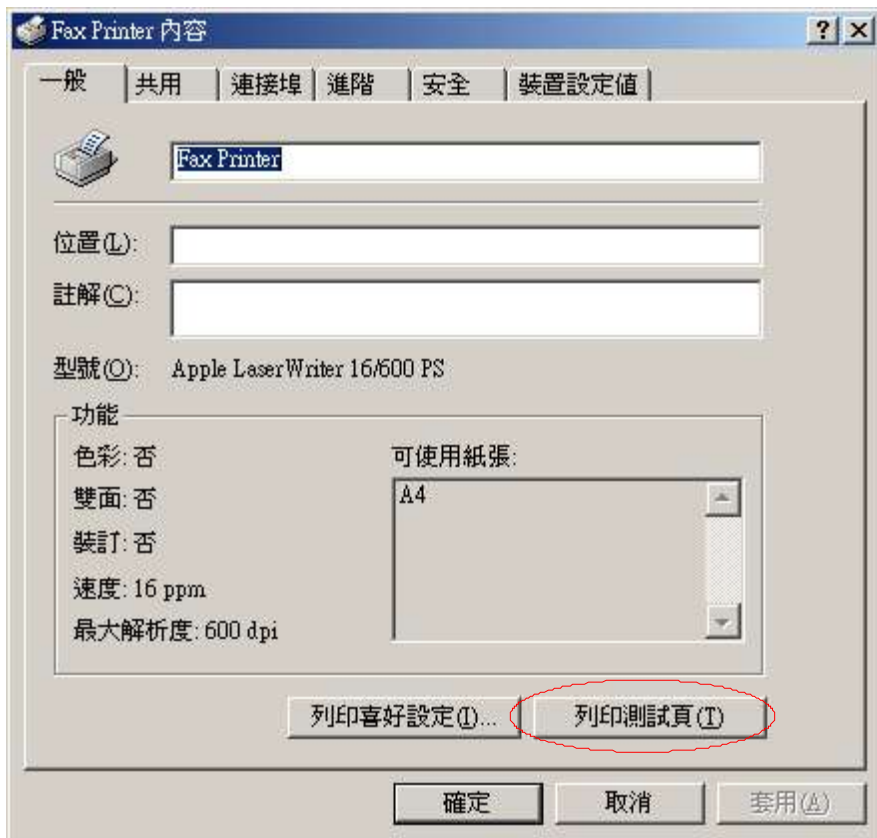 Fax Printer 內容
一般 共用 連接埠 進階 安全 裝置設定值
Fax Printer
位置(L):
註解(C):
型號(O): Apple LaserWriter 16/600 PS
功能
色彩: 否 可使用紙張:
雙面: 否 A4
裝訂: 否
速度: 16 ppm
最大解析度: 600 dpi
列印喜好設定(I)... 列印測試頁(T)
確定 取消 套用(A)